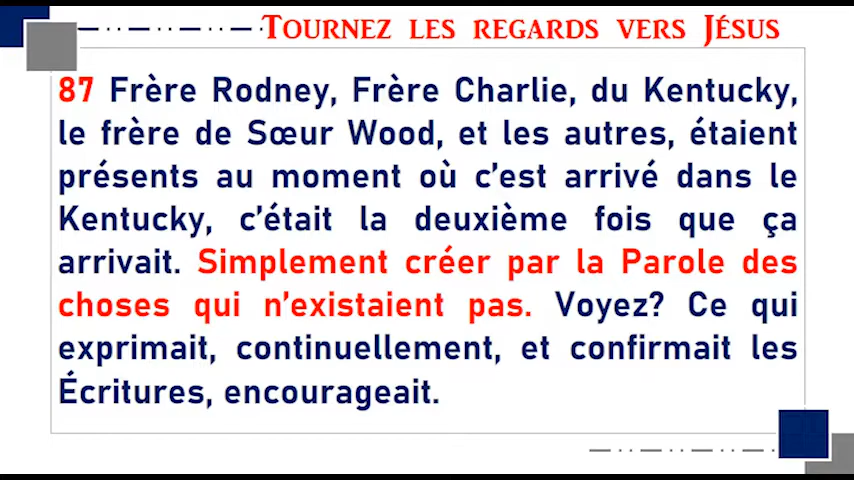 Tournez les regards vers Jésus
87 Frère Rodney, Frère Charlie, du Kentucky,
le frère de Sœur Wood, et les autres, étaient
présents au moment où c’est arrivé dans le
Kentucky, c’était la deuxième fois que ça
arrivait. Simplement créer par la Parole des
choses qui n’existaient pas. Voyez? Ce qui
exprimait, continuellement, et confirmait les
Écritures, encourageait.